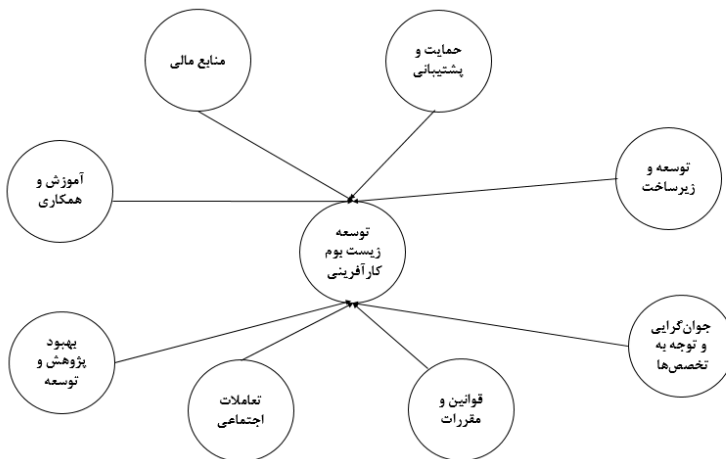 حمایت و
پشتیبانی
منابع مالی
توسعه و
زیرساخت
آموزش و
همکاری
توسعه
زیست بوم
کارآفرینی
جوان‌گرایی
و توجه به
تخصص‌ها
بهبود
پژوهش و
توسعه
قوانین و
مقررات
تعاملات
اجتماعی